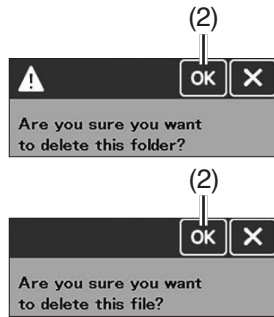 (2)
OK
Are you sure you want
to delete this folder?
(2)
OK
Are you sure you want
to delete this file?